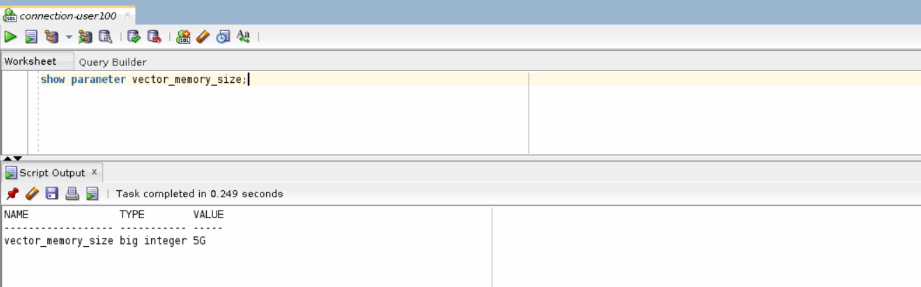 connection-user100
Worksheet Query Builder
show parameter vector_memory_size;
Script Output x
Task completed in 0.249 seconds
NAME TYPE VALUE
------------------ ----------- -----
vector_memory_size big integer 5G